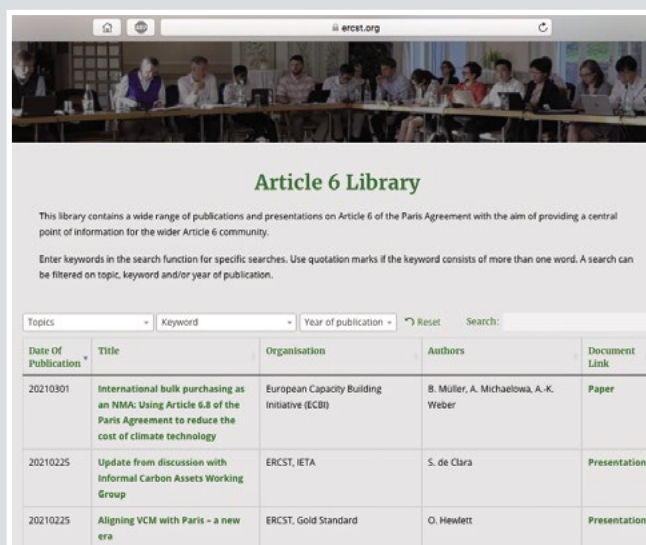 ercst.org
Article 6 Library
This library contains a wide range of publications and presentations on Article 6 of the Paris Agreement with the aim of providing a central
point of information for the wider Article 6 community.
Enter keywords in the search function for specific searches. Use quotation marks if the keyword consists of more than one word. A search can
be filtered on topic, keyword and/or year of publication.
Topics
Keyword
Year of publication
Reset
Search:
Date Of
Publication
Title
Organisation
Authors
Document
Link
20210301
International bulk purchasing as
an NMA: Using Article 6.8 of the
Paris Agreement to reduce the
cost of climate technology
European Capacity Building
Initiative (ECBI)
B. Müller, A. Michaelowa, A.-K.
Weber
Paper
20210225
Update from discussion with
Informal Carbon Assets Working
Group
ERCST, IETA
S. de Clara
Presentation
20210225
Aligning VCM with Paris – a new
era
ERCST, Gold Standard
O. Hewlett
Presentation